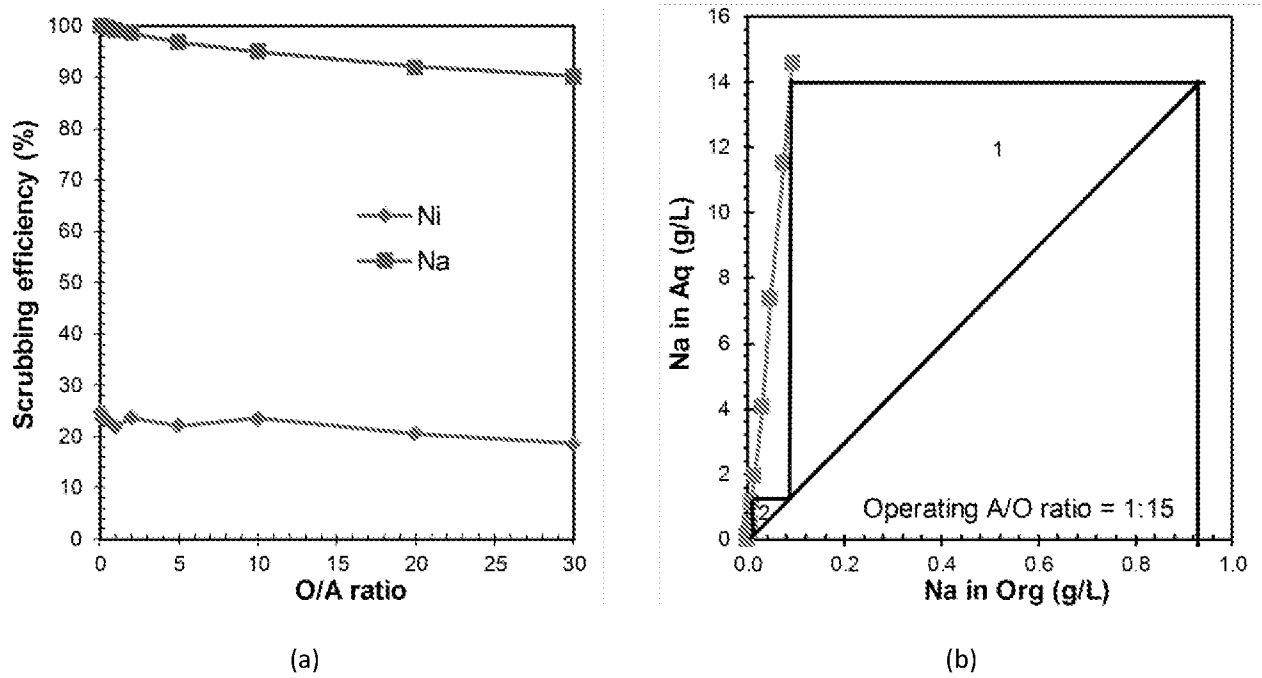 100
90
80
70
60
50
40
30
20
10
0
Scrubbing efficiency (%)
Ni
Na
0 5 10 15 20 25 30
O/A ratio
(a)
16
14
12
10
8
6
4
2
0
Na in Aq (g/L)
1
2
Operating A/O ratio = 1:15
0.0 0.2 0.4 0.6 0.8 1.0
Na in Org (g/L)
(b)